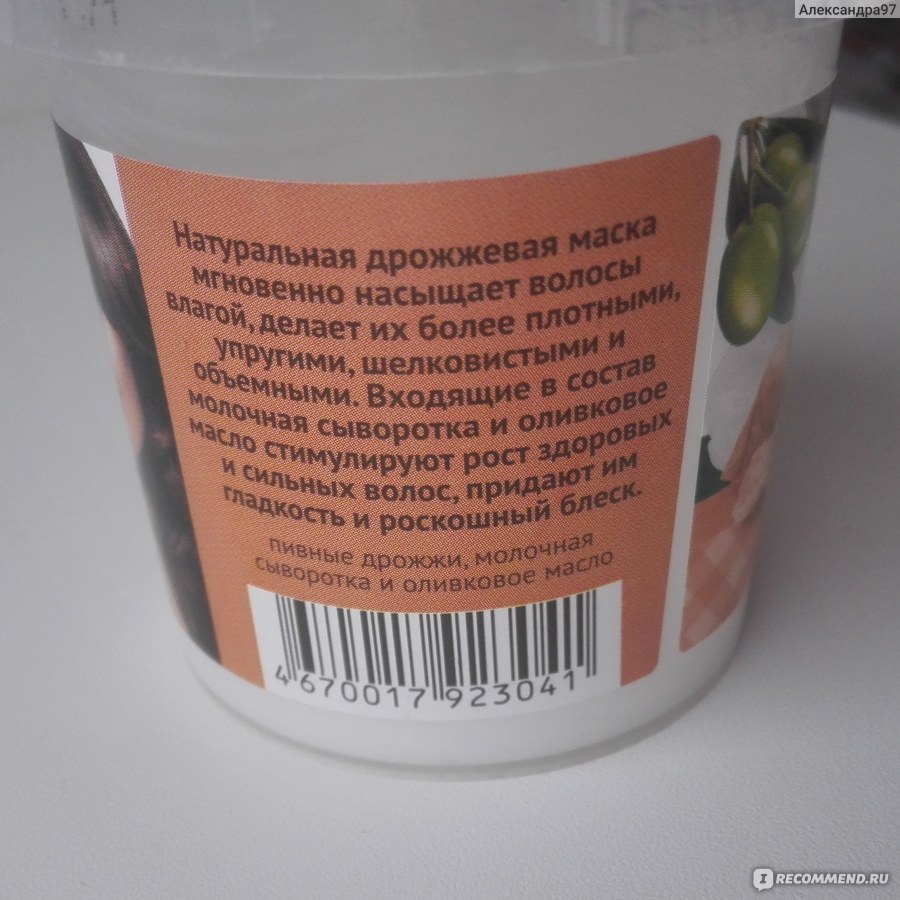 Александра97
Натуральная дрожжевая маска
мгновенно насыщает волосы
влагой, делает их более плотными,
упругими, шелковистыми и
объемными. Входящие в состав
молочная сыворотка и оливковое
масло стимулируют рост здоровых
и сильных волос, придают им
гладкость и роскошный блеск.
пивные дрожжи, молочная
сыворотка и оливковое масло
4 670017 923041
IRECOMMEND.RU